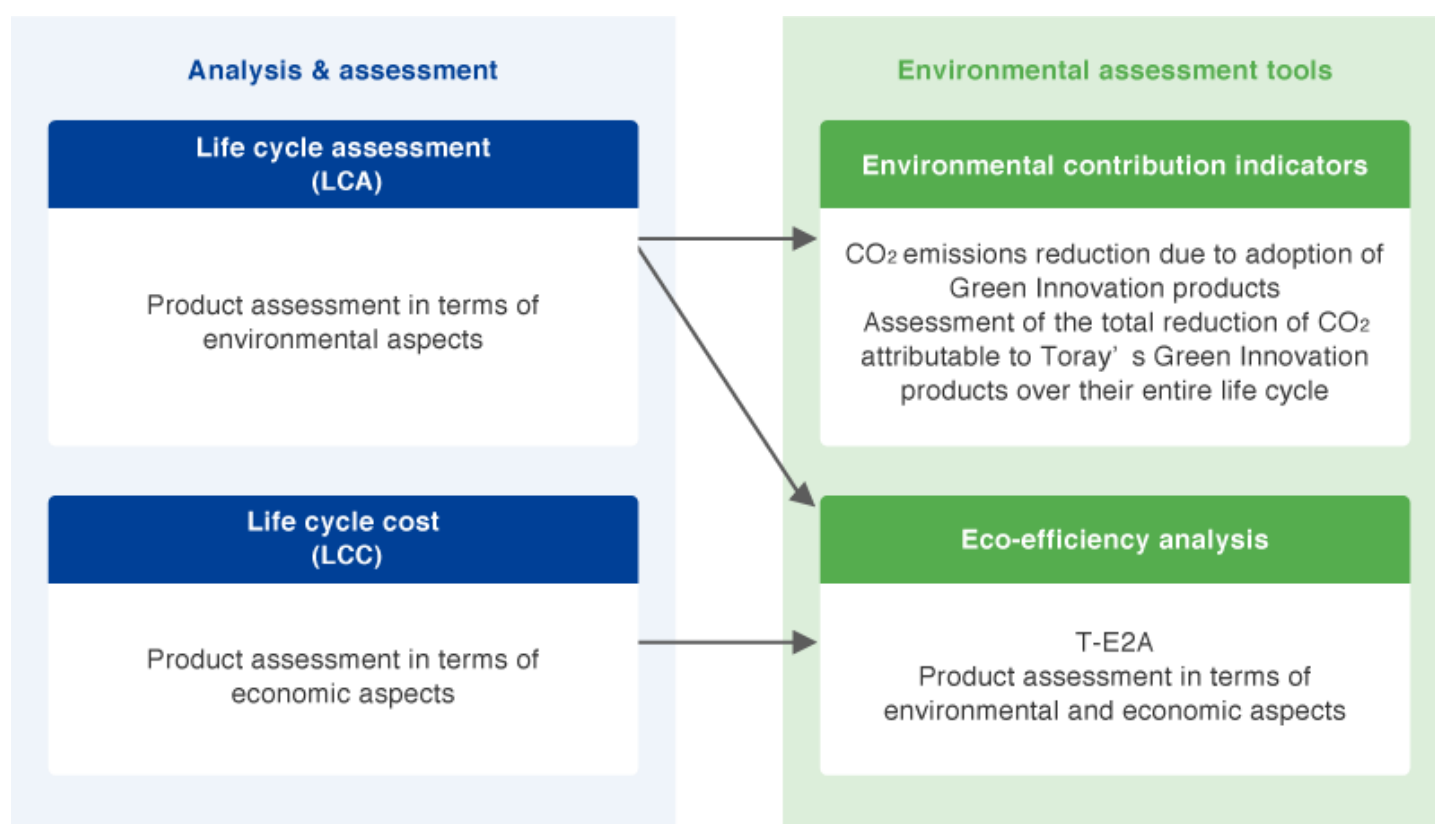 Analysis & assessment
Life cycle assessment
(LCA)
Product assessment in terms of
environmental aspects
Life cycle cost
(LCC)
Product assessment in terms of
economic aspects
Environmental assessment tools
Environmental contribution indicators
CO₂ emissions reduction due to adoption of
Green Innovation products
Assessment of the total reduction of CO₂
attributable to Toray’ s Green Innovation
products over their entire life cycle
Eco-efficiency analysis
T-E2A
Product assessment in terms of
environmental and economic aspects